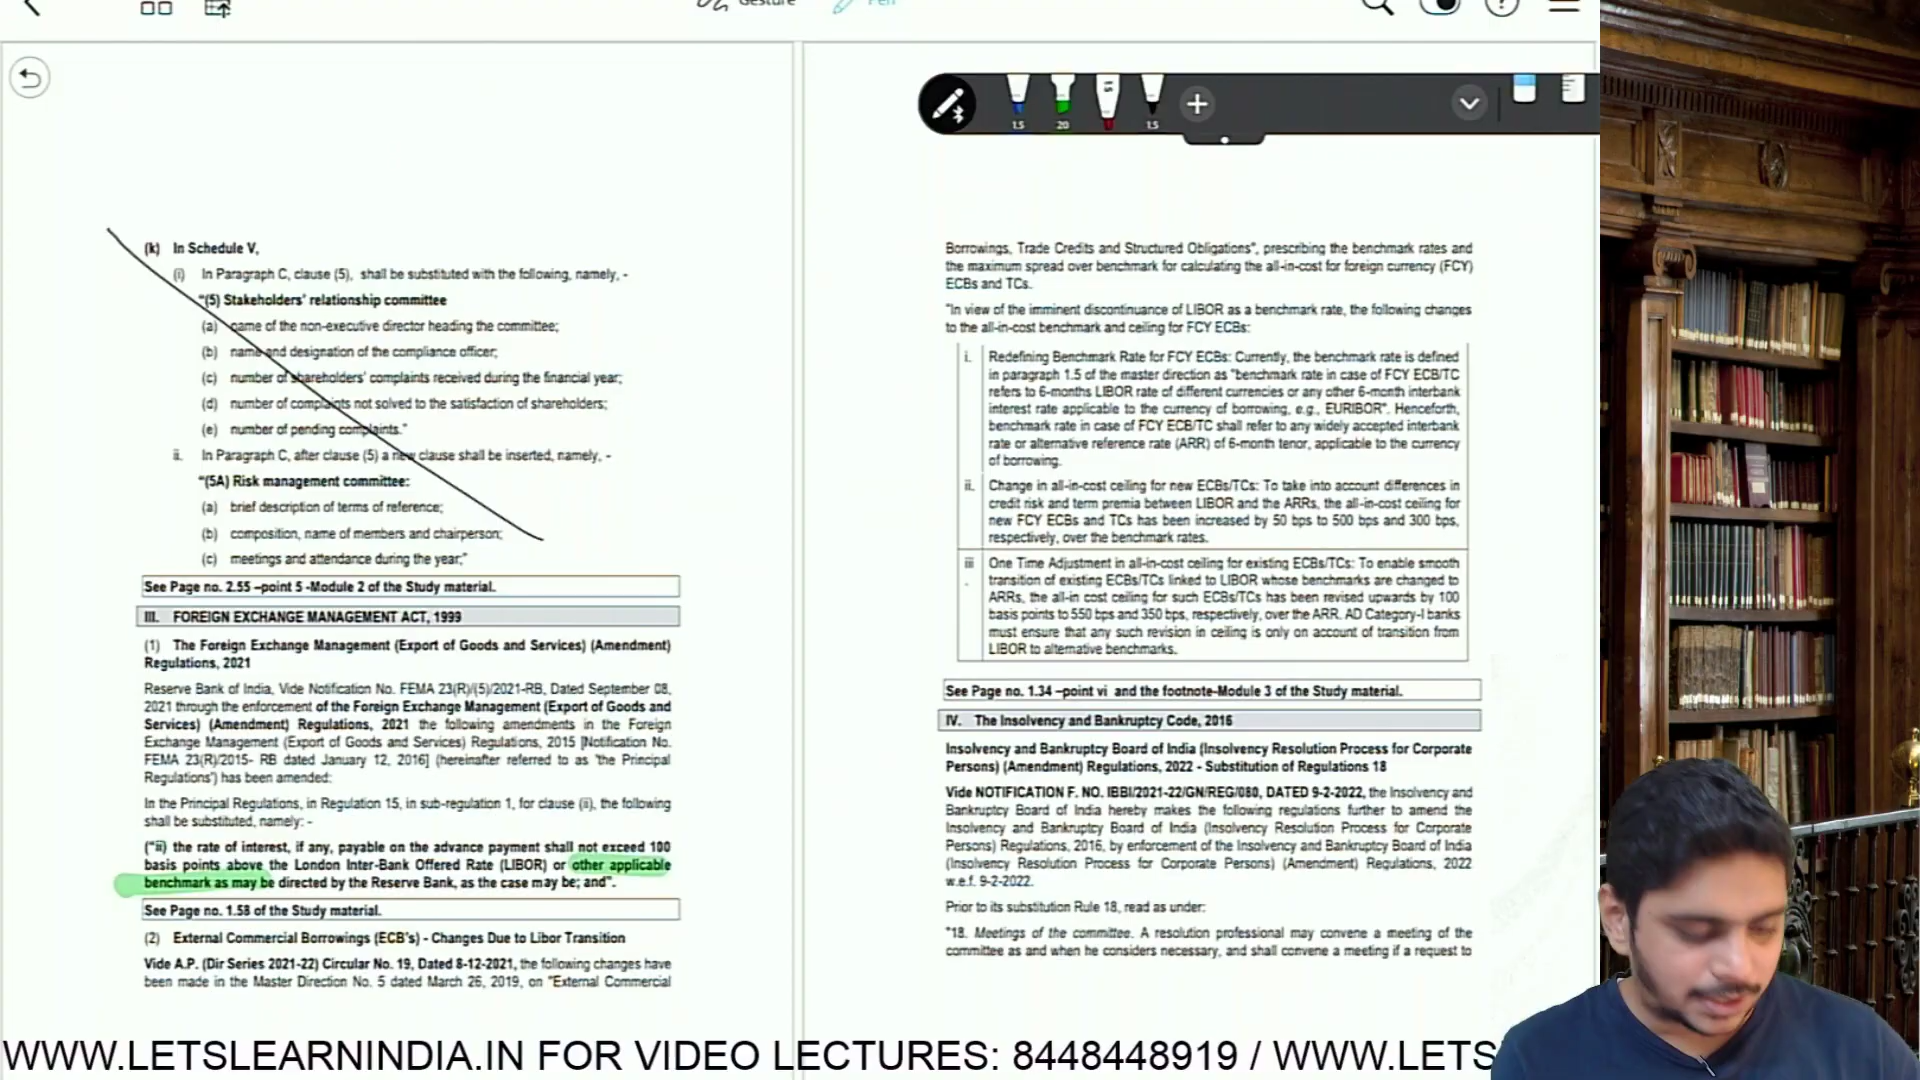 Gesture
Pen
1.5
20
1.5
1.5
(k) In Schedule V,
(i) In Paragraph C, clause (5), shall be substituted with the following, namely, -
"(5) Stakeholders' relationship committee
(a) name of the non-executive director heading the committee;
(b) name and designation of the compliance officer;
(c) number of shareholders' complaints received during the financial year;
(d) number of complaints not solved to the satisfaction of shareholders;
(e) number of pending complaints."
ii. In Paragraph C, after clause (5) a new clause shall be inserted, namely, -
"(5A) Risk management committee:
(a) brief description of terms of reference;
(b) composition, name of members and chairperson;
(c) meetings and attendance during the year;"
See Page no. 2.55 –point 5 -Module 2 of the Study material.
III. FOREIGN EXCHANGE MANAGEMENT ACT, 1999
(1) The Foreign Exchange Management (Export of Goods and Services) (Amendment)
Regulations, 2021
Reserve Bank of India, Vide Notification No. FEMA 23(R)/(5)/2021-RB, Dated September 08,
2021 through the enforcement of the Foreign Exchange Management (Export of Goods and
Services) (Amendment) Regulations, 2021 the following amendments in the Foreign
Exchange Management (Export of Goods and Services) Regulations, 2015 [Notification No.
FEMA 23(R)/2015- RB dated January 12, 2016] (hereinafter referred to as 'the Principal
Regulations') has been amended:
In the Principal Regulations, in Regulation 15, in sub-regulation 1, for clause (ii), the following
shall be substituted, namely: -
("ii) the rate of interest, if any, payable on the advance payment shall not exceed 100
basis points above the London Inter-Bank Offered Rate (LIBOR) or other applicable
benchmark as may be directed by the Reserve Bank, as the case may be; and".
See Page no. 1.58 of the Study material.
(2) External Commercial Borrowings (ECB's) - Changes Due to Libor Transition
Vide A.P. (Dir Series 2021-22) Circular No. 19, Dated 8-12-2021, the following changes have
been made in the Master Direction No. 5 dated March 26, 2019, on "External Commercial
Borrowings, Trade Credits and Structured Obligations", prescribing the benchmark rates and
the maximum spread over benchmark for calculating the all-in-cost for foreign currency (FCY)
ECBs and TCs.
"In view of the imminent discontinuance of LIBOR as a benchmark rate, the following changes
to the all-in-cost benchmark and ceiling for FCY ECBs:
i. Redefining Benchmark Rate for FCY ECBs: Currently, the benchmark rate is defined
in paragraph 1.5 of the master direction as "benchmark rate in case of FCY ECB/TC
refers to 6-months LIBOR rate of different currencies or any other 6-month interbank
interest rate applicable to the currency of borrowing, e.g., EURIBOR". Henceforth,
benchmark rate in case of FCY ECB/TC shall refer to any widely accepted interbank
rate or alternative reference rate (ARR) of 6-month tenor, applicable to the currency
of borrowing.
ii. Change in all-in-cost ceiling for new ECBs/TCs: To take into account differences in
credit risk and term premia between LIBOR and the ARRs, the all-in-cost ceiling for
new FCY ECBs and TCs has been increased by 50 bps to 500 bps and 300 bps,
respectively, over the benchmark rates.
iii. One Time Adjustment in all-in-cost ceiling for existing ECBs/TCs: To enable smooth
transition of existing ECBs/TCs linked to LIBOR whose benchmarks are changed to
ARRs, the all-in cost ceiling for such ECBs/TCs has been revised upwards by 100
basis points to 550 bps and 350 bps, respectively, over the ARR. AD Category-I banks
must ensure that any such revision in ceiling is only on account of transition from
LIBOR to alternative benchmarks.
See Page no. 1.34 –point vi and the footnote-Module 3 of the Study material.
IV. The Insolvency and Bankruptcy Code, 2016
Insolvency and Bankruptcy Board of India (Insolvency Resolution Process for Corporate
Persons) (Amendment) Regulations, 2022 - Substitution of Regulations 18
Vide NOTIFICATION F. NO. IBBI/2021-22/GN/REG/080, DATED 9-2-2022, the Insolvency and
Bankruptcy Board of India hereby makes the following regulations further to amend the
Insolvency and Bankruptcy Board of India (Insolvency Resolution Process for Corporate
Persons) Regulations, 2016, by enforcement of the Insolvency and Bankruptcy Board of India
(Insolvency Resolution Process for Corporate Persons) (Amendment) Regulations, 2022
w.e.f. 9-2-2022.
Prior to its substitution Rule 18, read as under:
"18. Meetings of the committee. A resolution professional may convene a meeting of the
committee as and when he considers necessary, and shall convene a meeting if a request to
WWW.LETSLEARNINDIA.IN FOR VIDEO LECTURES: 8448448919 / WWW.LETS